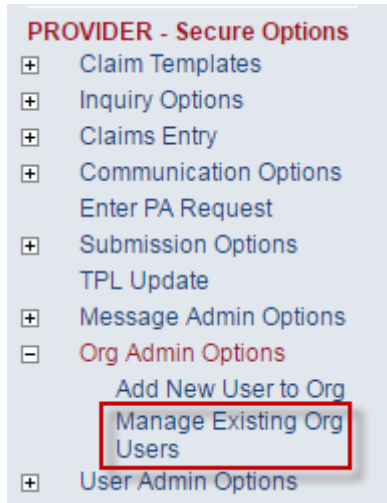 PROVIDER - Secure Options
Claim Templates
Inquiry Options
Claims Entry
Communication Options
Enter PA Request
Submission Options
TPL Update
Message Admin Options
Org Admin Options
Add New User to Org
Manage Existing Org
Users
User Admin Options